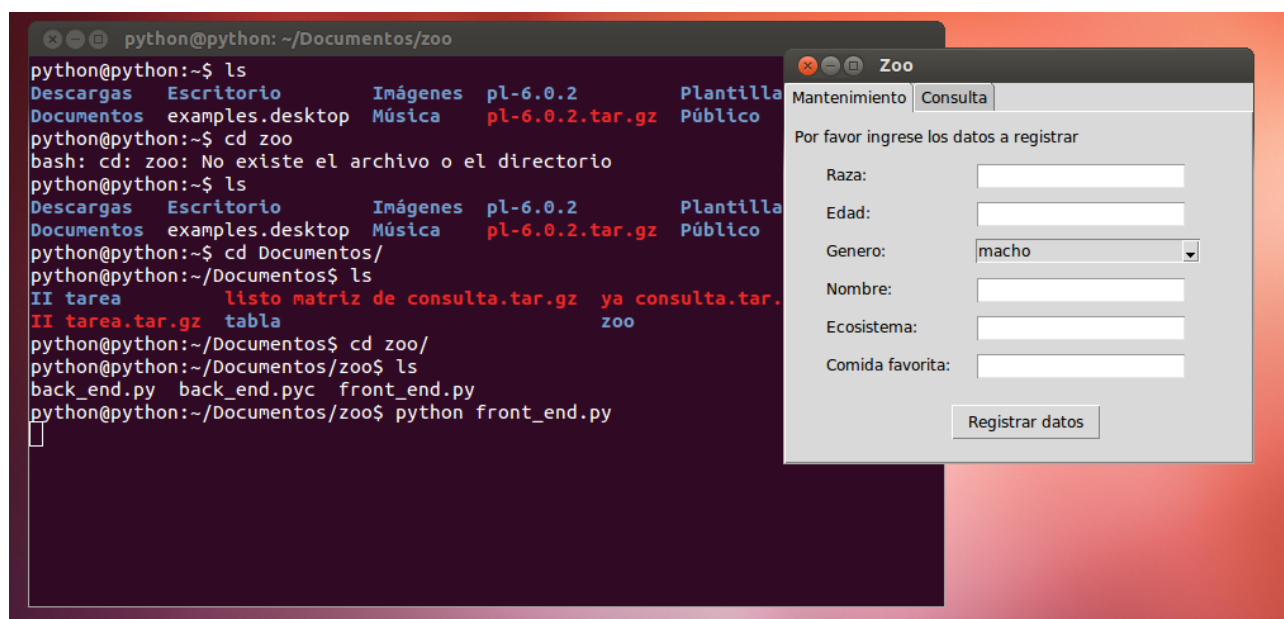 python@python: ~/Documentos/zoo
python@python:~$ ls
Descargas Escritorio Imágenes pl-6.0.2 Plantilla
Documentos examples.desktop Música pl-6.0.2.tar.gz Público
python@python:~$ cd zoo
bash: cd: zoo: No existe el archivo o el directorio
python@python:~$ ls
Descargas Escritorio Imágenes pl-6.0.2 Plantilla
Documentos examples.desktop Música pl-6.0.2.tar.gz Público
python@python:~$ cd Documentos/
python@python:~/Documentos$ ls
II tarea listo matriz de consulta.tar.gz ya consulta.tar.
II tarea.tar.gz tabla zoo
python@python:~/Documentos$ cd zoo/
python@python:~/Documentos/zoo$ ls
back_end.py back_end.pyc front_end.py
python@python:~/Documentos/zoo$ python front_end.py
Zoo
Mantenimiento Consulta
Por favor ingrese los datos a registrar
Raza:
Edad:
Genero: macho
Nombre:
Ecosistema:
Comida favorita:
Registrar datos